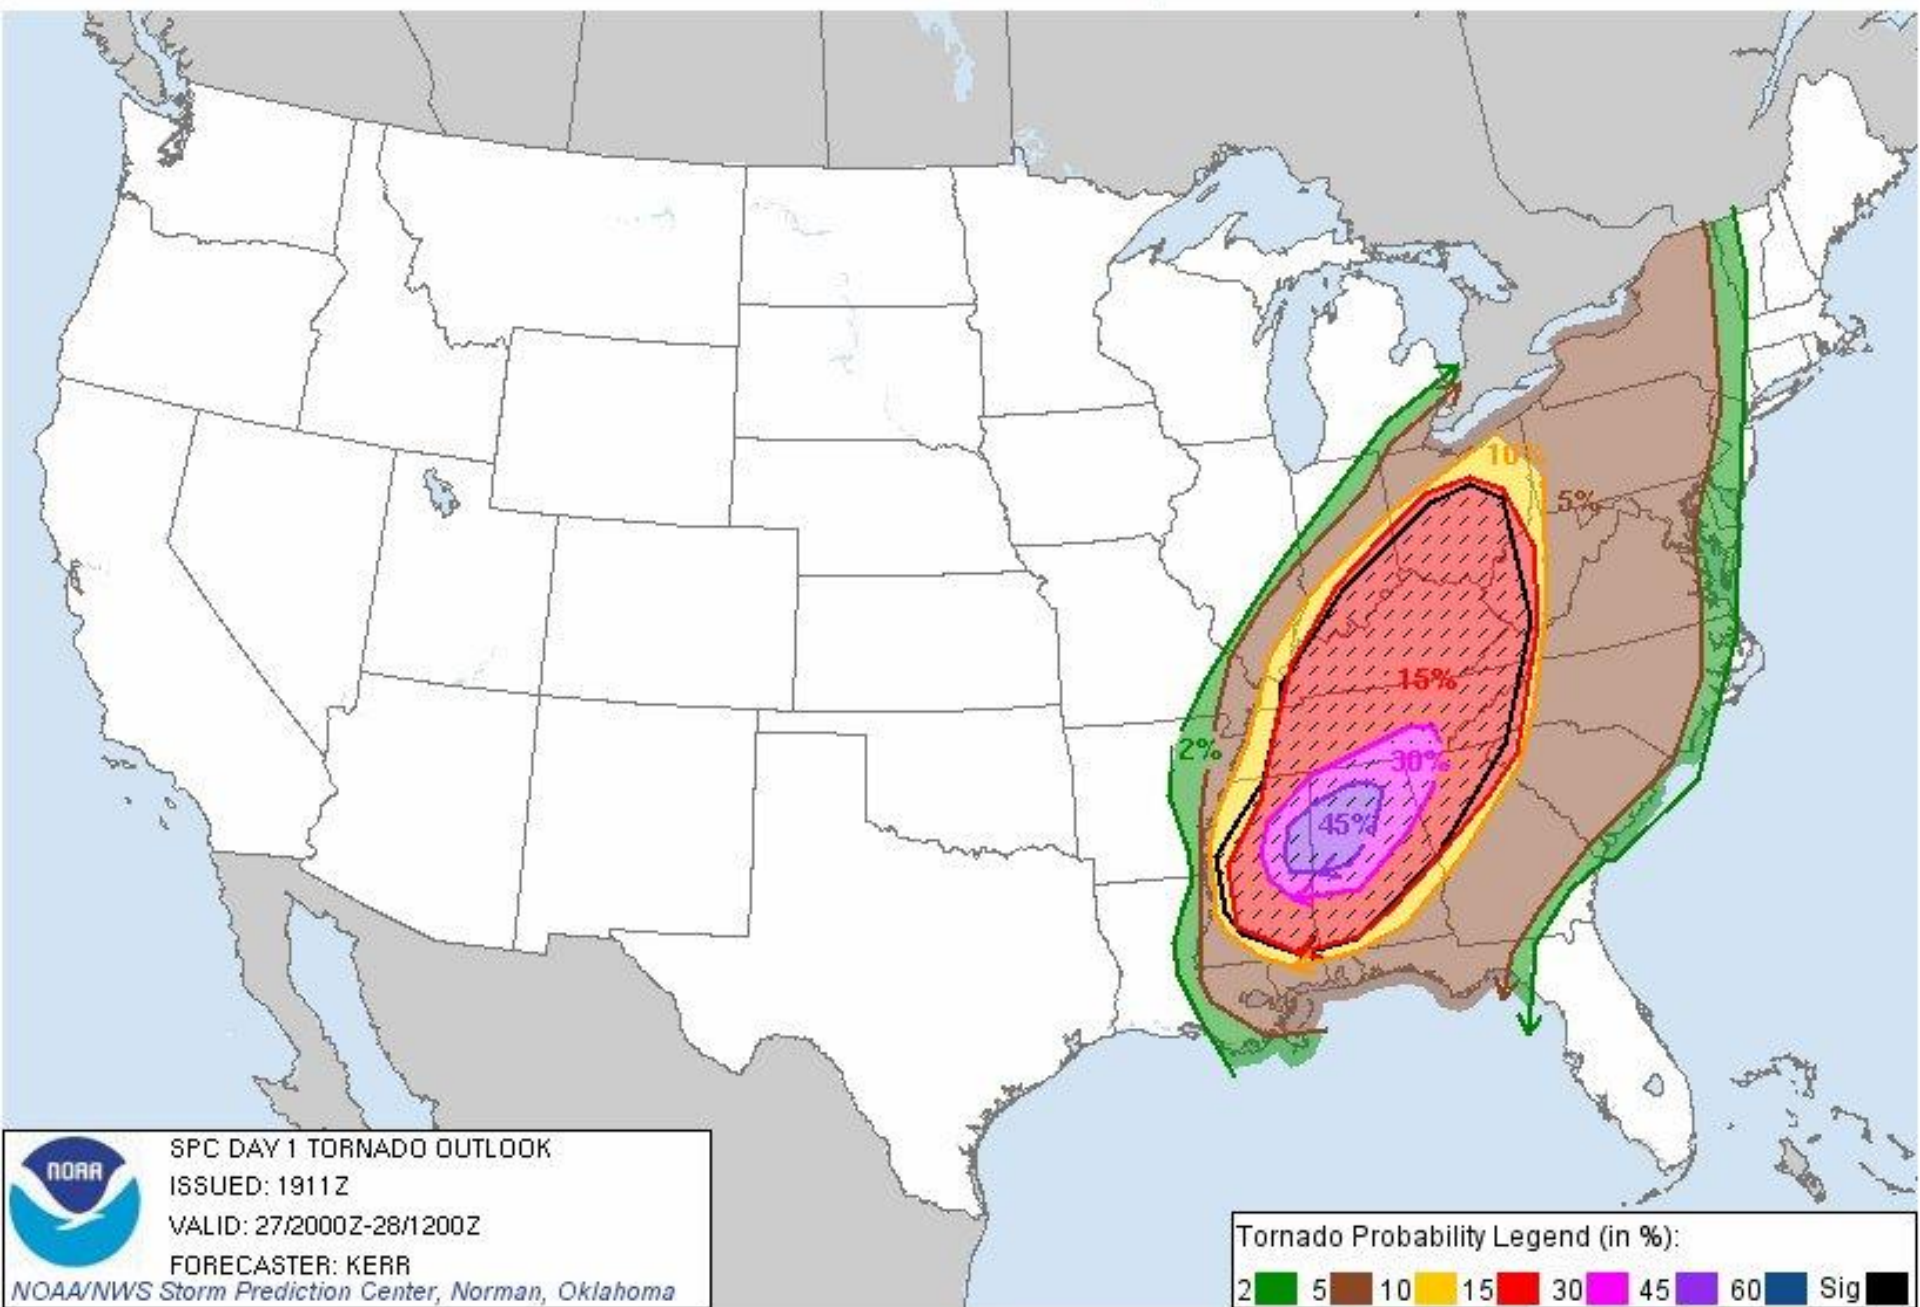 10%
5%
15%
2%
30%
45%
NOAA
SPC DAY 1 TORNADO OUTLOOK
ISSUED: 1911Z
VALID: 27/2000Z-28/1200Z
FORECASTER: KERR
NOAA/NWS Storm Prediction Center, Norman, Oklahoma
Tornado Probability Legend (in %):
2 5 10 15 30 45 60 Sig